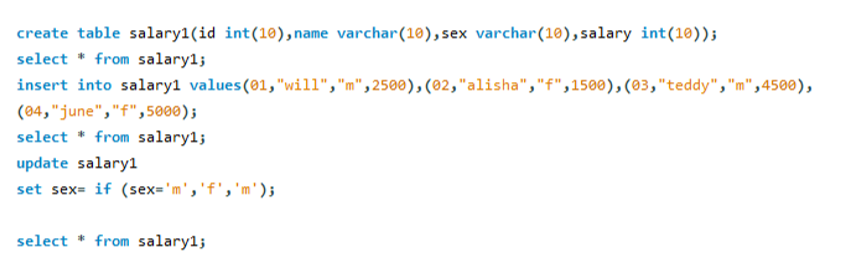 create table salary1(id int(10),name varchar(10),sex varchar(10),salary int(10));
select * from salary1;
insert into salary1 values(01,"will","m",2500),(02,"alisha","f",1500),(03,"teddy","m",4500),
(04,"june","f",5000);
select * from salary1;
update salary1
set sex= if (sex='m','f','m');
select * from salary1;